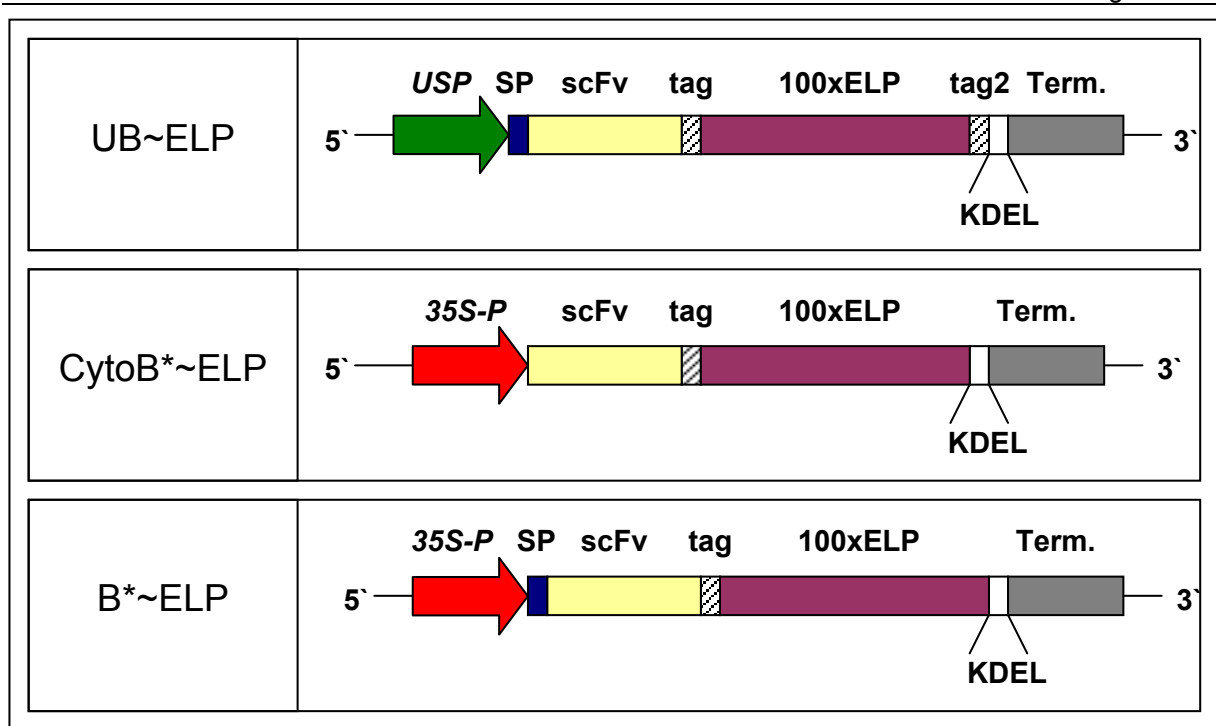 USP SP scFv tag 100xELP tag2 Term.
UB~ELP 5` 3`
KDEL
35S-P scFv tag 100xELP Term.
CytoB*~ELP 5` 3`
KDEL
35S-P SP scFv tag 100xELP Term.
B*~ELP 5` 3`
KDEL